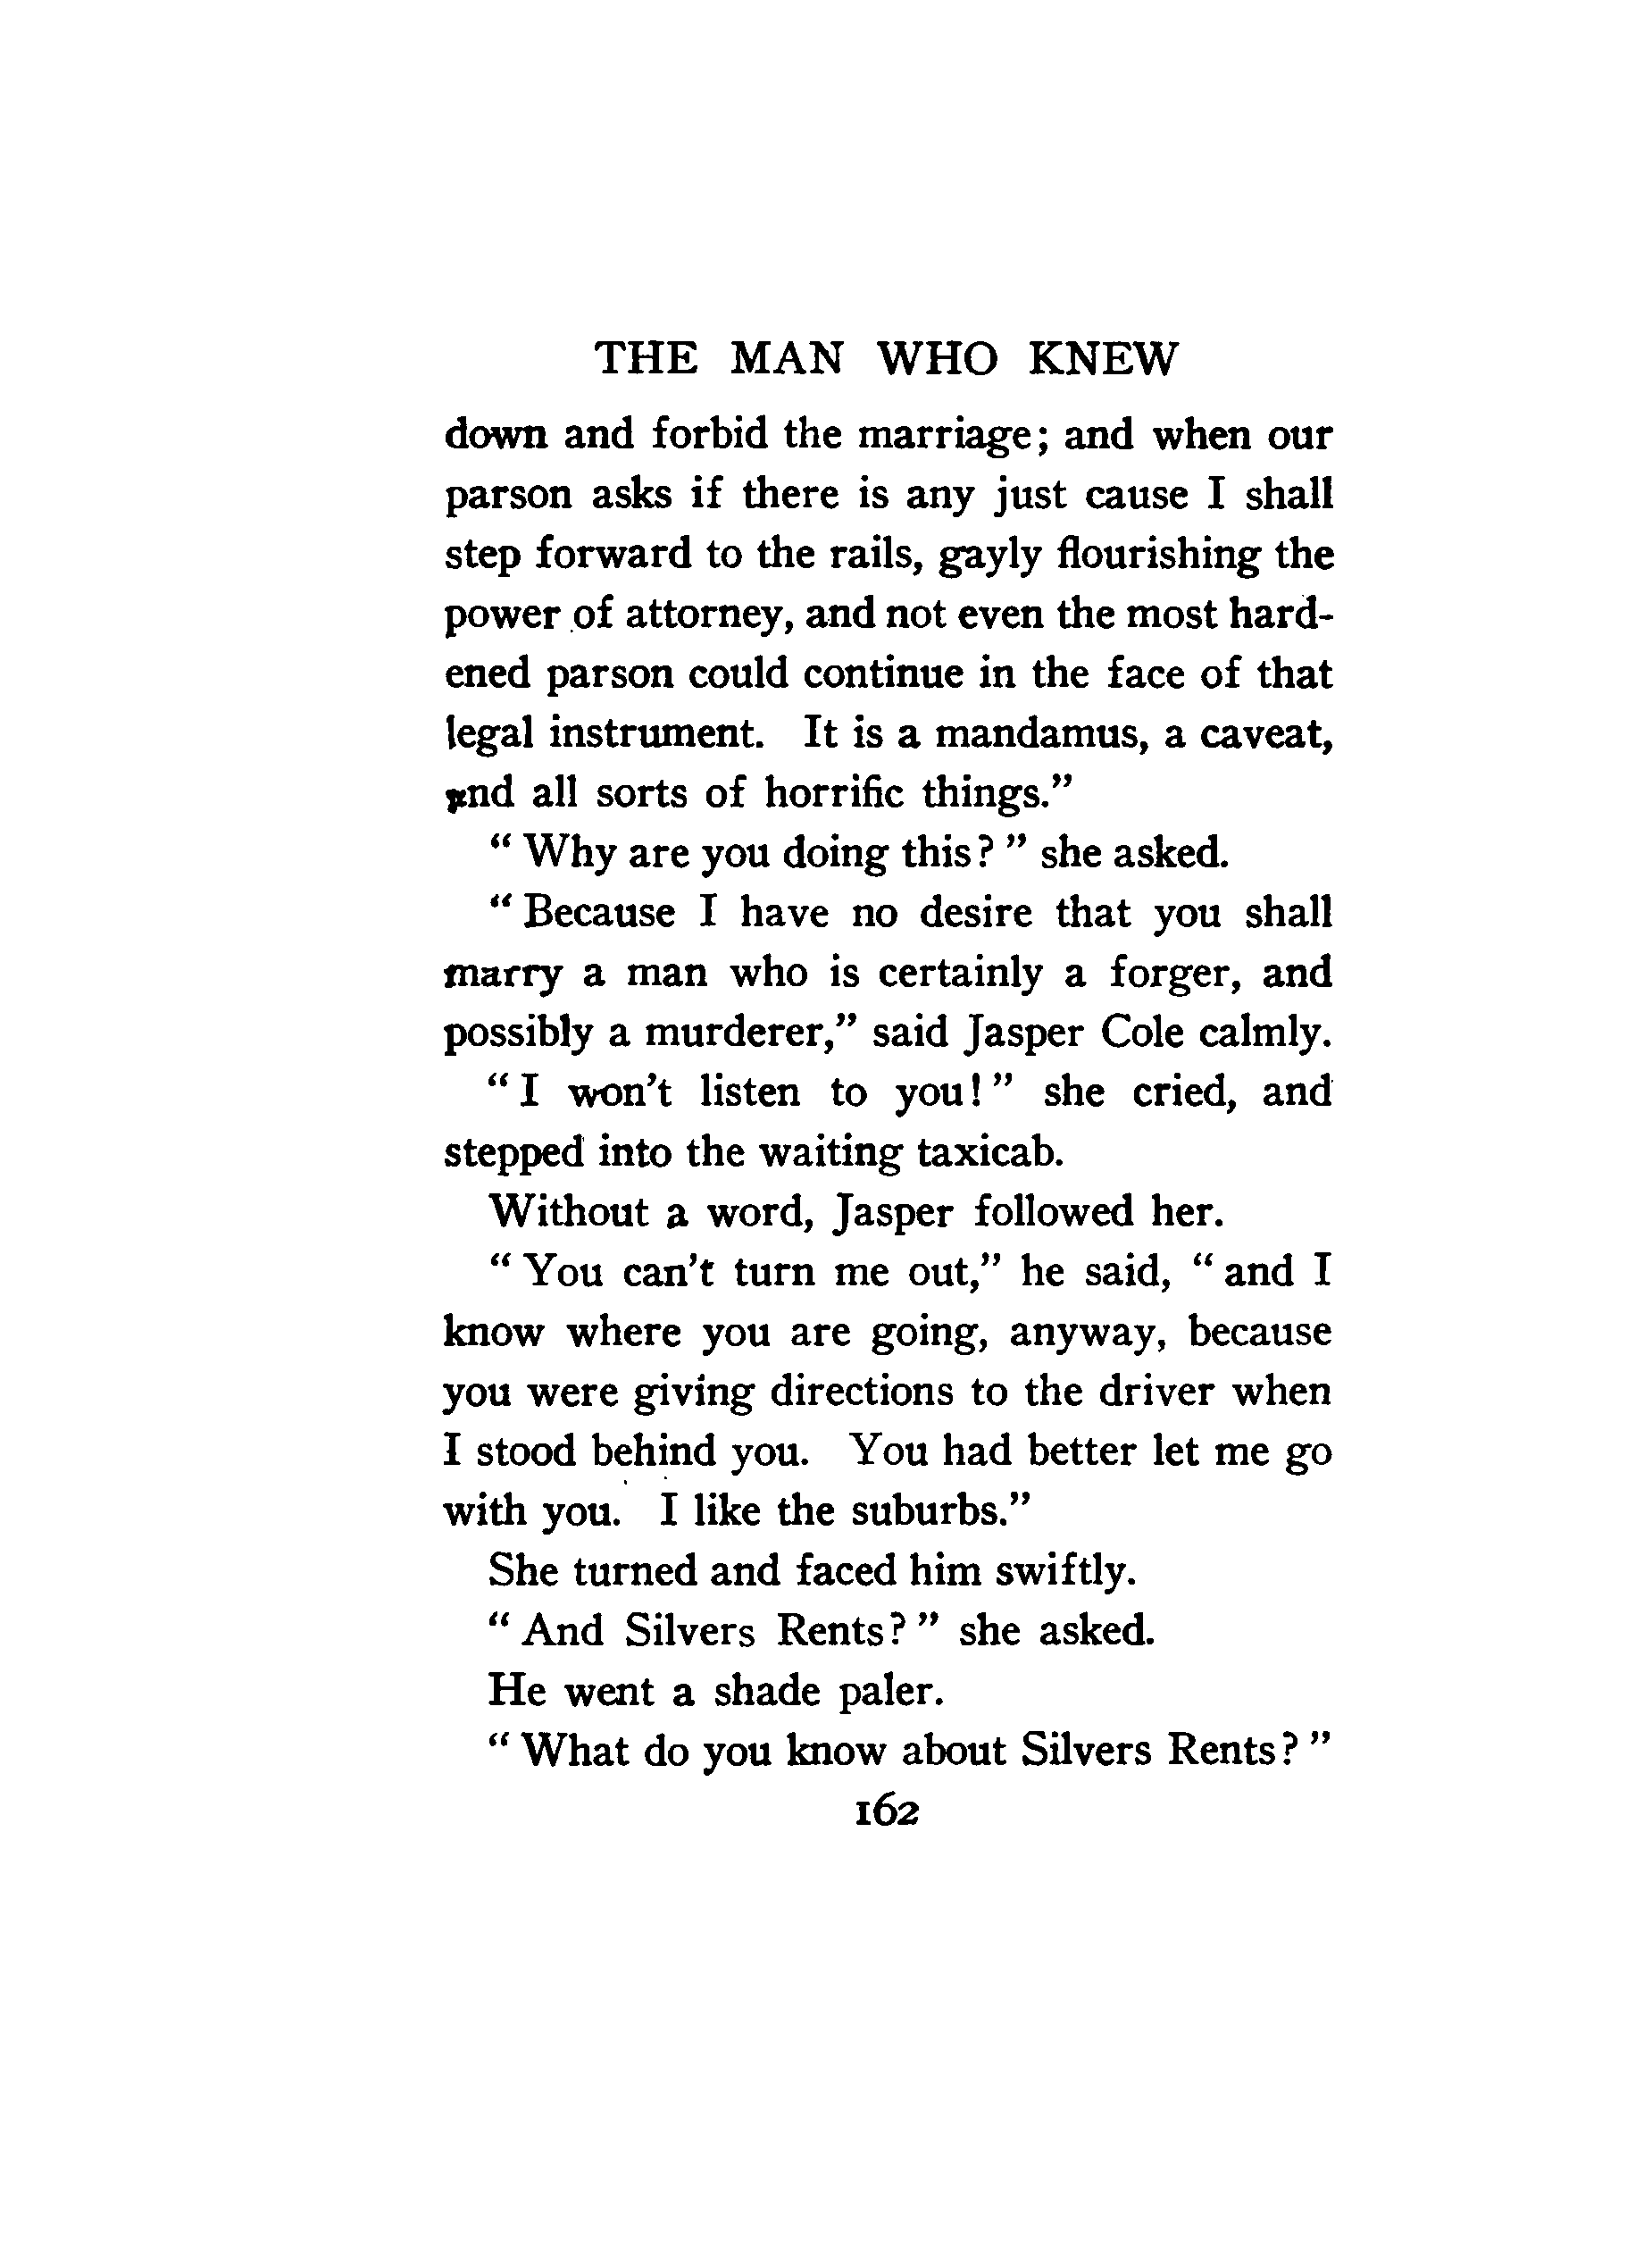 THE MAN WHO KNEW
down and forbid the marriage; and when our
parson asks if there is any just cause I shall
step forward to the rails, gayly flourishing the
power of attorney, and not even the most hard-
ened parson could continue in the face of that
legal instrument. It is a mandamus, a caveat,
and all sorts of horrific things.”
“ Why are you doing this? ” she asked.
“ Because I have no desire that you shall
marry a man who is certainly a forger, and
possibly a murderer,” said Jasper Cole calmly.
“ I won't listen to you! ” she cried, and
stepped into the waiting taxicab.
Without a word, Jasper followed her.
“ You can't turn me out,” he said, “ and I
know where you are going, anyway, because
you were giving directions to the driver when
I stood behind you. You had better let me go
with you. I like the suburbs.”
She turned and faced him swiftly.
“ And Silvers Rents? ” she asked.
He went a shade paler.
“ What do you know about Silvers Rents? ”
162